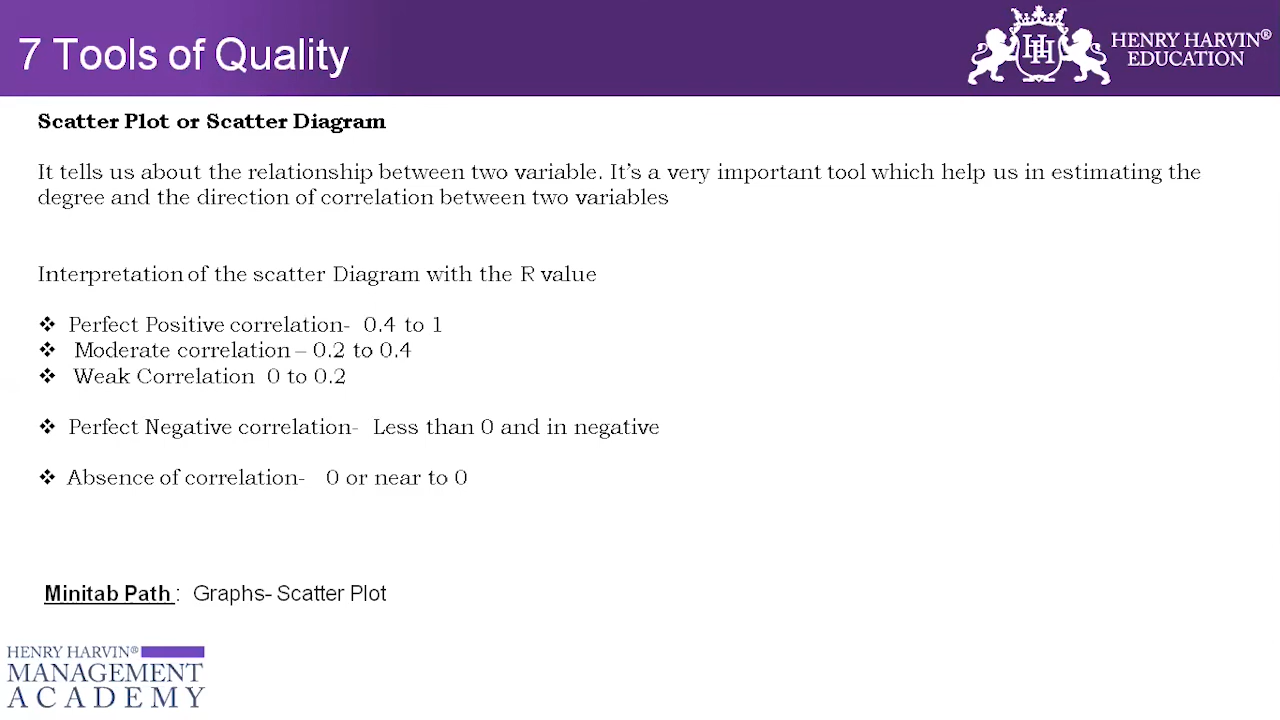 7 Tools of Quality
HENRY HARVIN®
EDUCATION
Scatter Plot or Scatter Diagram
It tells us about the relationship between two variable. It's a very important tool which help us in estimating the
degree and the direction of correlation between two variables
Interpretation of the scatter Diagram with the R value
❖ Perfect Positive correlation- 0.4 to 1
❖ Moderate correlation – 0.2 to 0.4
❖ Weak Correlation 0 to 0.2
❖ Perfect Negative correlation- Less than 0 and in negative
❖ Absence of correlation- 0 or near to 0
Minitab Path : Graphs- Scatter Plot
HENRY HARVIN®
MANAGEMENT
ACADEMY